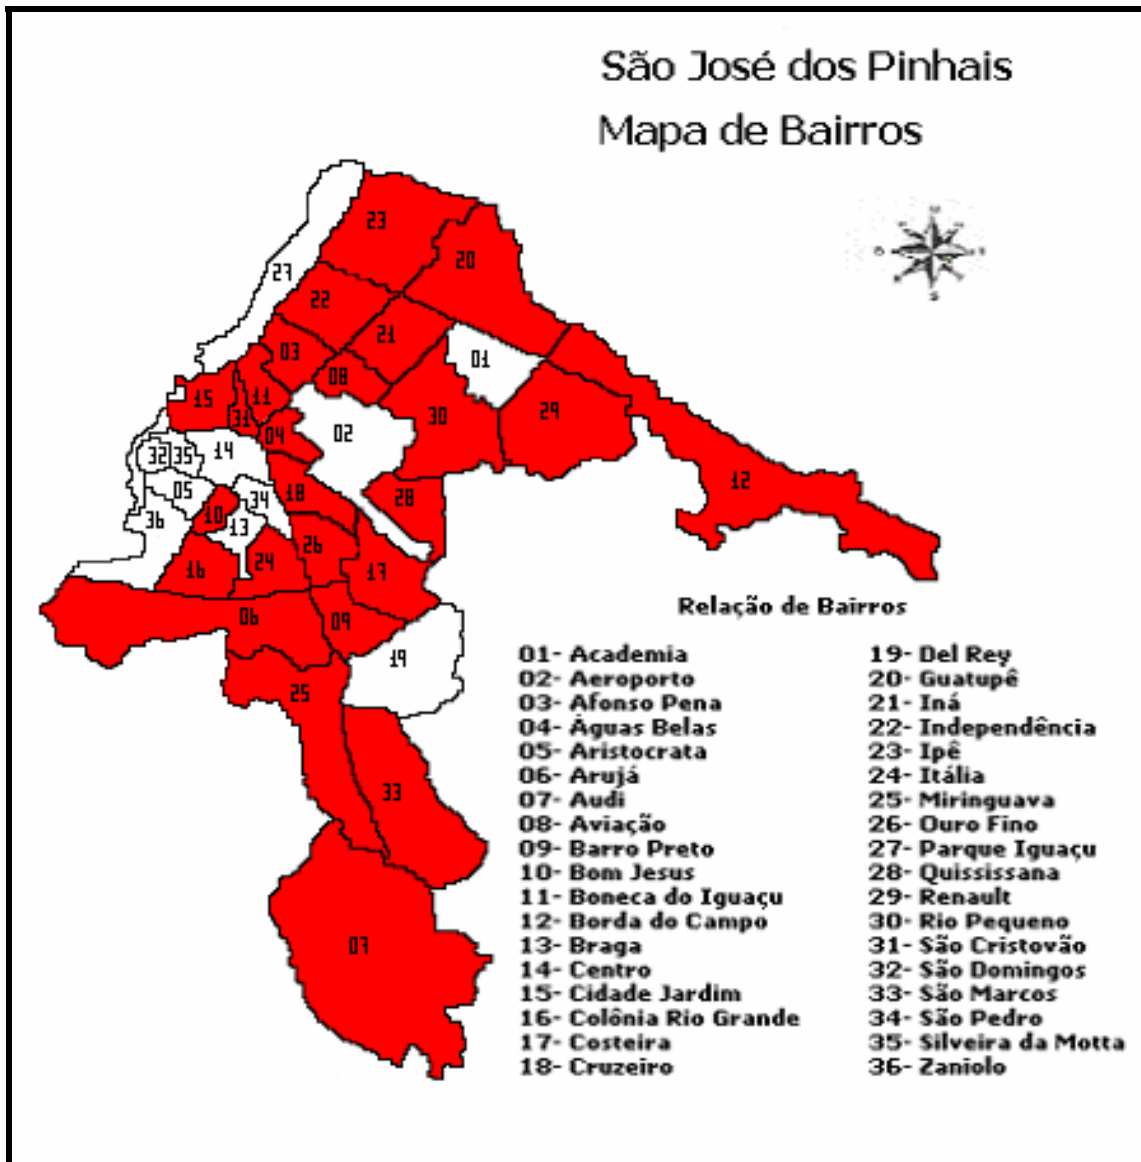 São José dos Pinhais
Mapa de Bairros
23
20
27
22
21
03
01
08
11
15
30
29
31
04
02
14
32
35
12
05
18
28
34
36
10
13
26
16
24
17
06
09
19
25
33
07
S
Relação de Bairros
01- Academia
02- Aeroporto
03- Afonso Pena
04- Águas Belas
05- Aristocrata
06- Arujá
07- Audi
08- Aviação
09- Barro Preto
10- Bom Jesus
11- Boneca do Iguaçu
12- Borda do Campo
13- Braga
14- Centro
15- Cidade Jardim
16- Colônia Rio Grande
17- Costeira
18- Cruzeiro
19- Del Rey
20- Guatupê
21- Iná
22- Independência
23- Ipê
24- Itália
25- Miringuava
26- Ouro Fino
27- Parque Iguaçu
28- Quississana
29- Renault
30- Rio Pequeno
31- São Cristovão
32- São Domingos
33- São Marcos
34- São Pedro
35- Silveira da Motta
36- Zaniolo